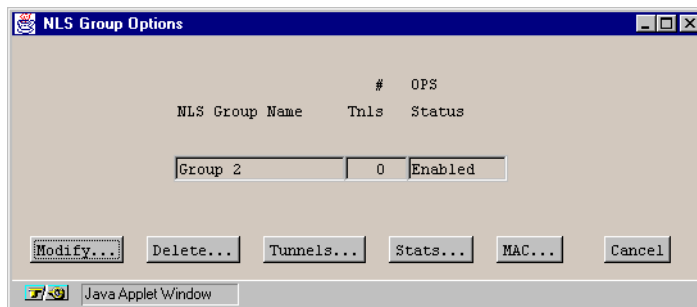 NLS Group Options
# OPS
NLS Group Name Tnls Status
Group 2 0 Enabled
Modify... Delete... Tunnels... Stats... MAC... Cancel
Java Applet Window